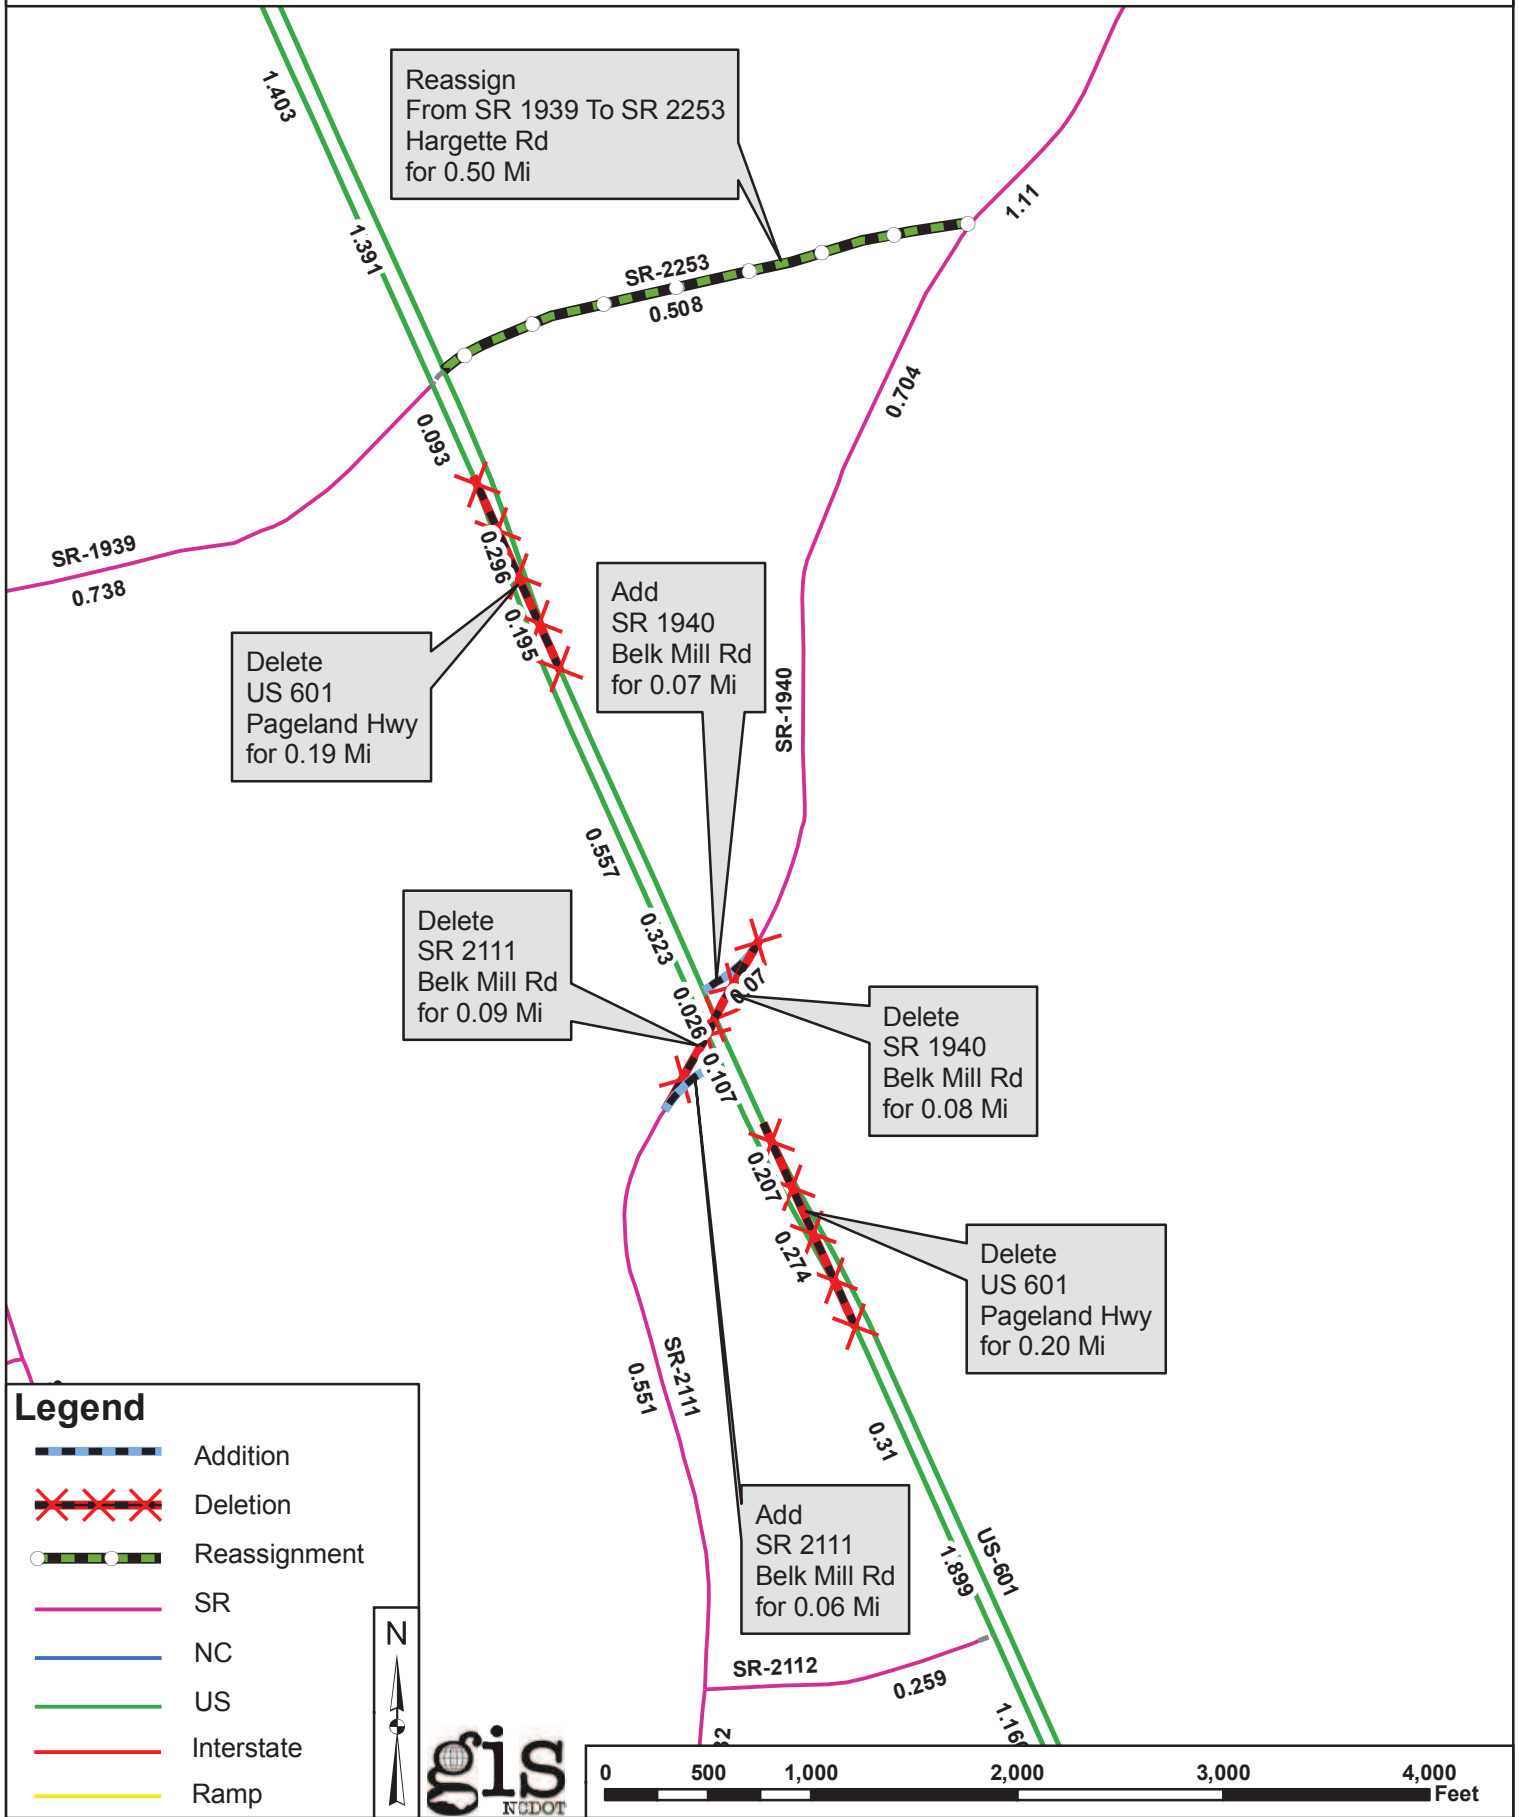 1.403
Reassign
From SR 1939 To SR 2253
Hargette Rd
for 0.50 Mi
1.11
1.391
SR-2253
0.508
0.704
0.093
SR-1939
0.738
0.296
0.195
Add
SR 1940
Belk Mill Rd
for 0.07 Mi
Delete
US 601
Pageland Hwy
for 0.19 Mi
SR-1940
0.557
0.323
Delete
SR 2111
Belk Mill Rd
for 0.09 Mi
0.07
0.026
Delete
SR 1940
Belk Mill Rd
for 0.08 Mi
0.107
0.207
0.274
Delete
US 601
Pageland Hwy
for 0.20 Mi
SR-2111
0.551
0.31
Add
SR 2111
Belk Mill Rd
for 0.06 Mi
US-601
1.899
SR-2112
0.259
Legend
Addition
Deletion
Reassignment
SR
NC
US
Interstate
Ramp
N
gis
NCDOT
0 500 1,000 2,000 3,000 4,000
Feet